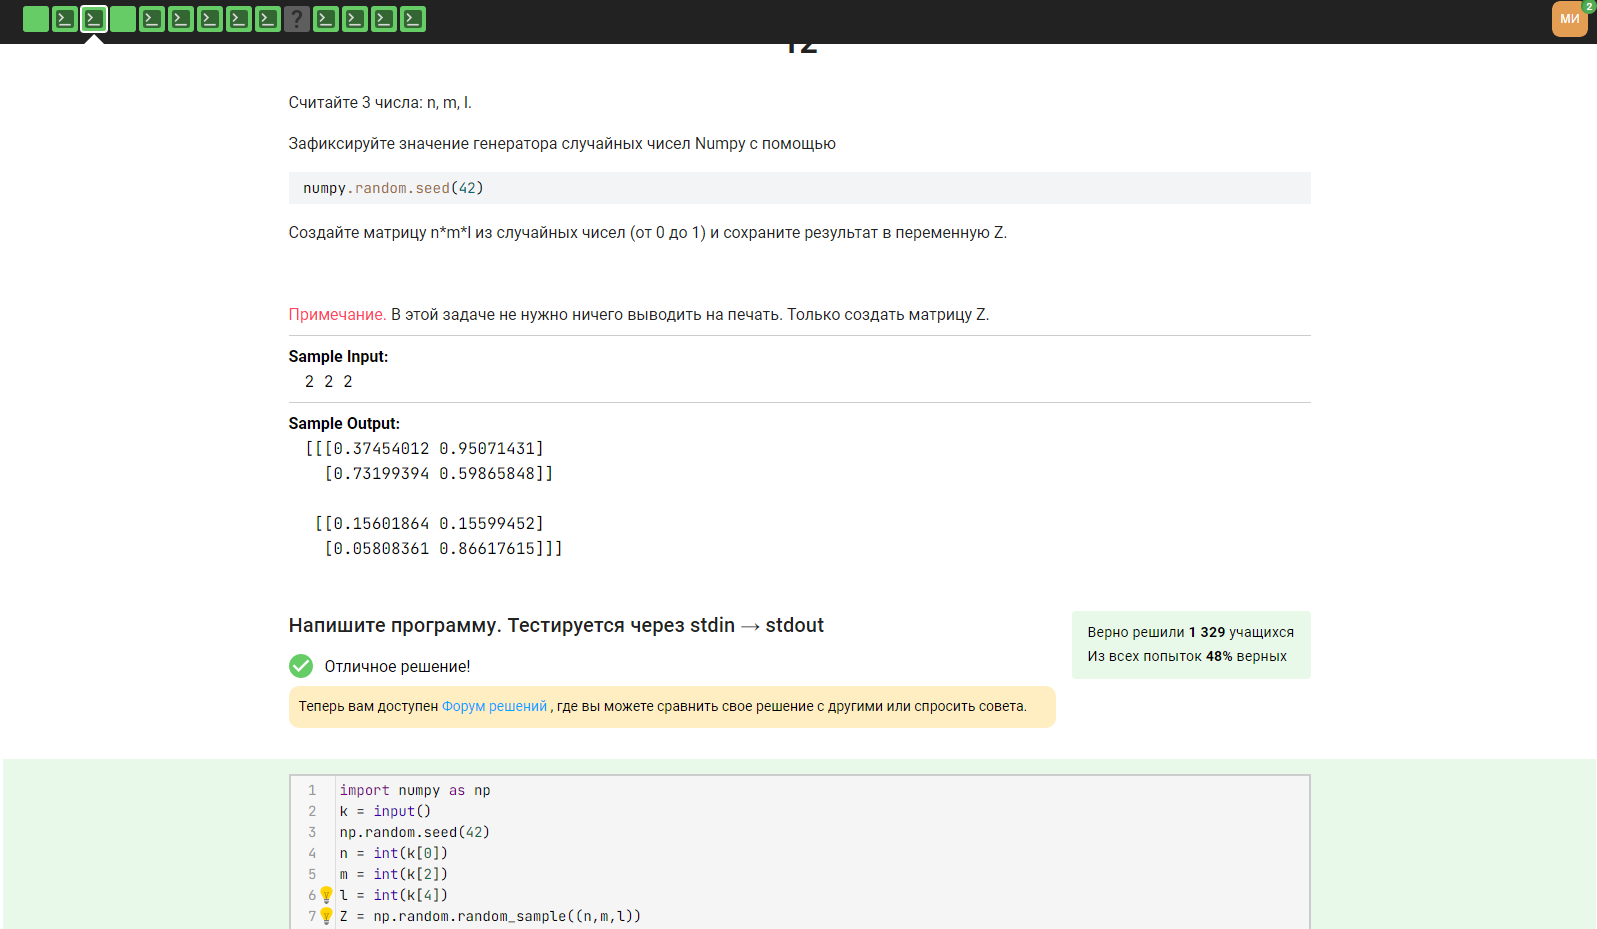 ?
МИ
2
12
Считайте 3 числа: n, m, l.
Зафиксируйте значение генератора случайных чисел Numpy с помощью
numpy.random.seed(42)
Создайте матрицу n*m*l из случайных чисел (от 0 до 1) и сохраните результат в переменную Z.
Примечание. В этой задаче не нужно ничего выводить на печать. Только создать матрицу Z.
Sample Input:
2 2 2
Sample Output:
[[[0.37454012 0.95071431]
[0.73199394 0.59865848]]
[[0.15601864 0.15599452]
[0.05808361 0.86617615]]]
Напишите программу. Тестируется через stdin → stdout
Верно решили 1 329 учащихся
Из всех попыток 48% верных
Отличное решение!
Теперь вам доступен Форум решений , где вы можете сравнить свое решение с другими или спросить совета.
1 import numpy as np
2 k = input()
3 np.random.seed(42)
4 n = int(k[0])
5 m = int(k[2])
6 l = int(k[4])
7 Z = np.random.random_sample((n,m,l))